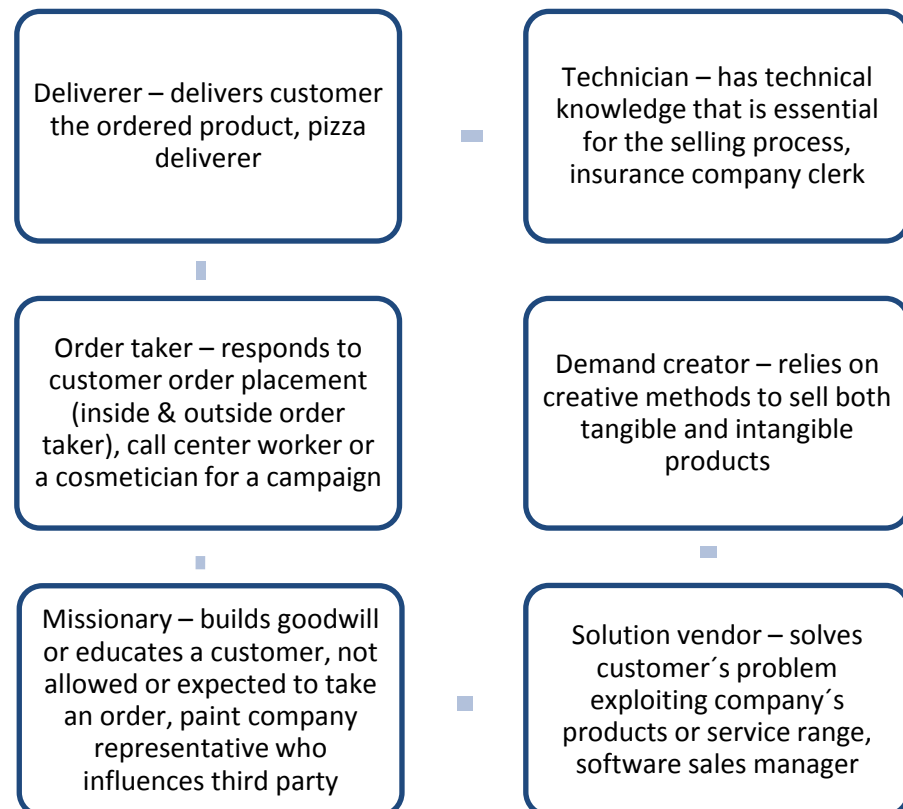 Deliverer – delivers customer
the ordered product, pizza
deliverer
Technician – has technical
knowledge that is essential
for the selling process,
insurance company clerk
Order taker – responds to
customer order placement
(inside & outside order
taker), call center worker or
a cosmetician for a campaign
Demand creator – relies on
creative methods to sell both
tangible and intangible
products
Missionary – builds goodwill
or educates a customer, not
allowed or expected to take
an order, paint company
representative who
influences third party
Solution vendor – solves
customer´s problem
exploiting company´s
products or service range,
software sales manager